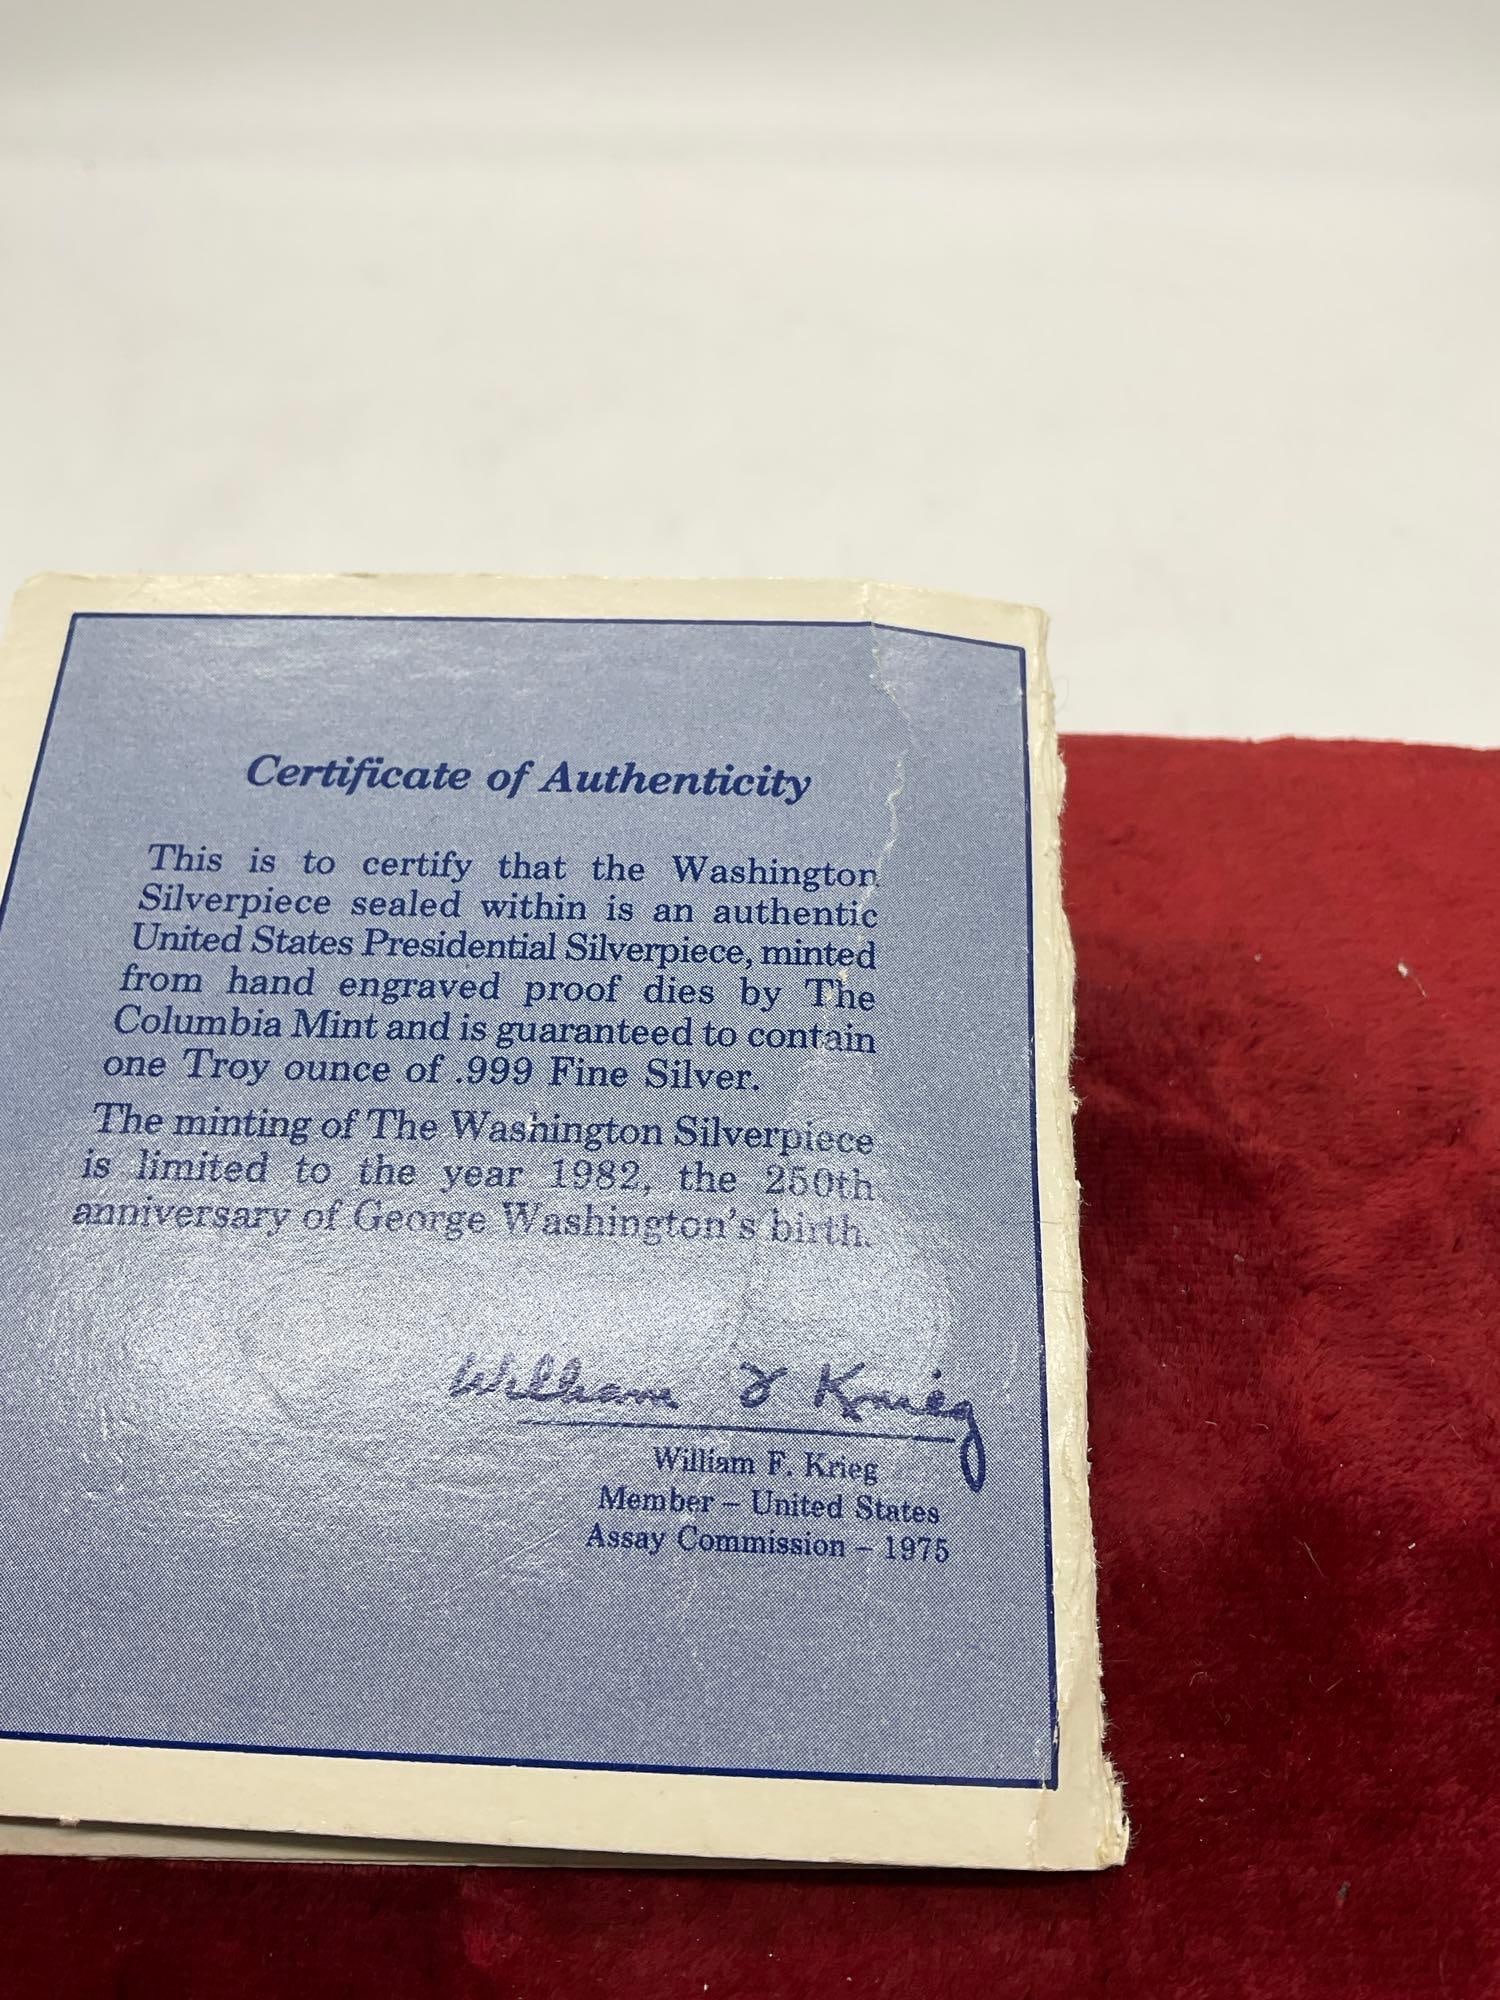 Certificate of Authenticity
This is to certify that the Washington
Silverpiece sealed within is an authentic
United States Presidential Silverpiece, minted
from hand engraved proof dies by The
Columbia Mint and is guaranteed to contain
one Troy ounce of .999 Fine Silver.
The minting of The Washington Silverpiece
is limited to the year 1982, the 250th
anniversary of George Washington's birth.
William F Krieg
William F. Krieg
Member – United States
Assay Commission – 1975